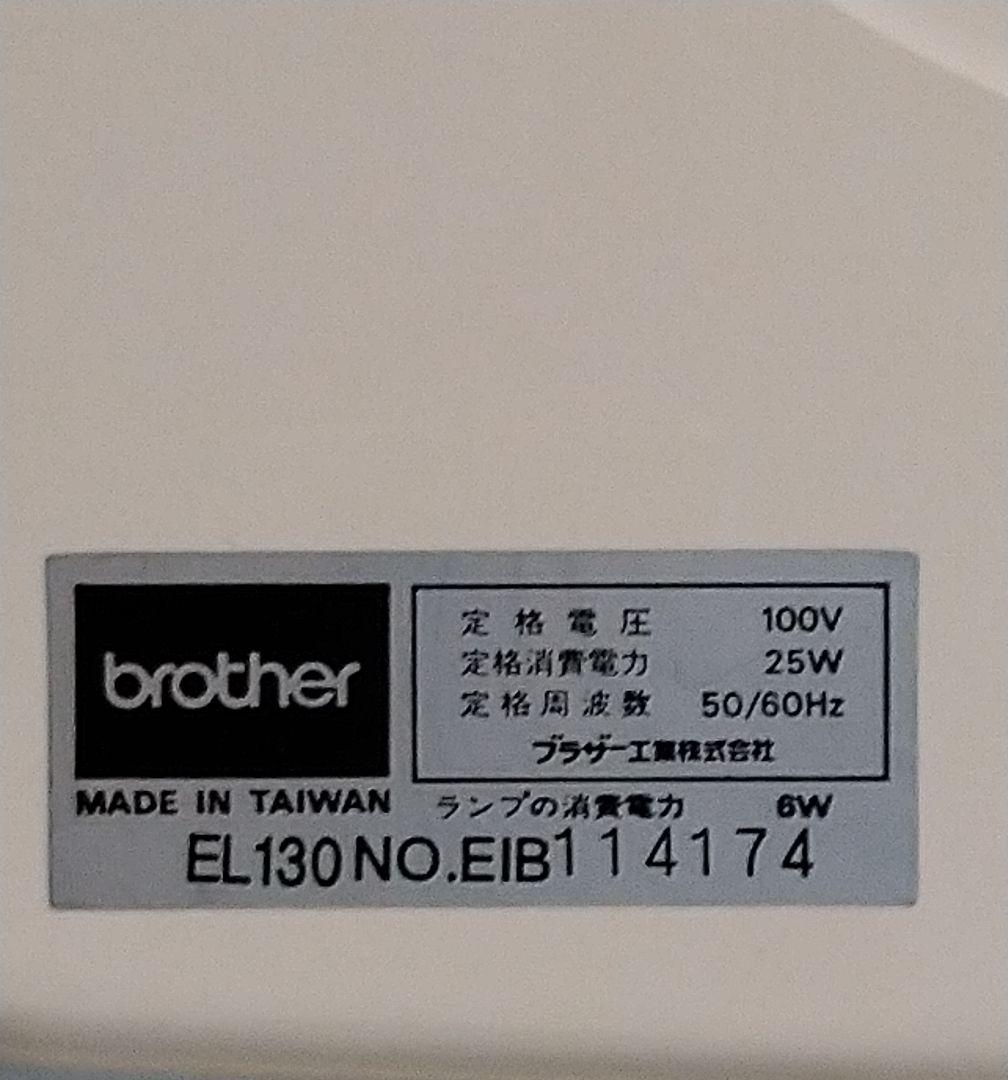 brother
定格電圧 100V
定格消費電力 25W
定格周波数 50/60Hz
ブラザー工業株式会社
MADE IN TAIWAN ランプの消費電力 6W
EL130 NO.EIB114174